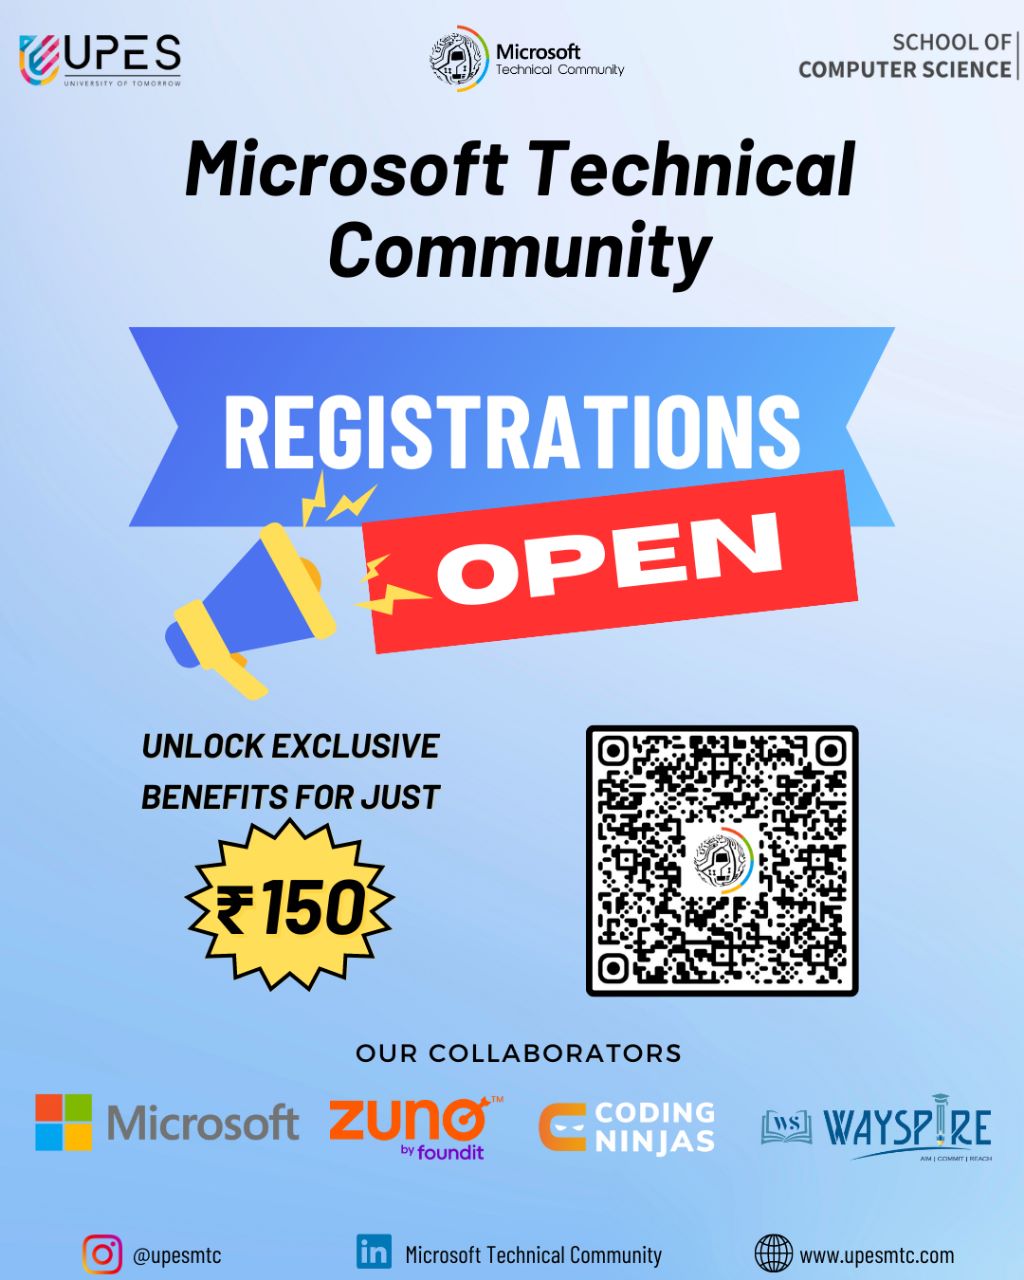 UPES
UNIVERSITY OF TOMORROW
Microsoft
Technical Community
SCHOOL OF
COMPUTER SCIENCE
Microsoft Technical
Community
REGISTRATIONS
OPEN
UNLOCK EXCLUSIVE
BENEFITS FOR JUST
₹150
OUR COLLABORATORS
Microsoft
zuno™
by foundit
CODING
NINJAS
WS
WAYSPIRE
AIM | COMMIT | REACH
@upesmtc
in
Microsoft Technical Community
www.upesmtc.com